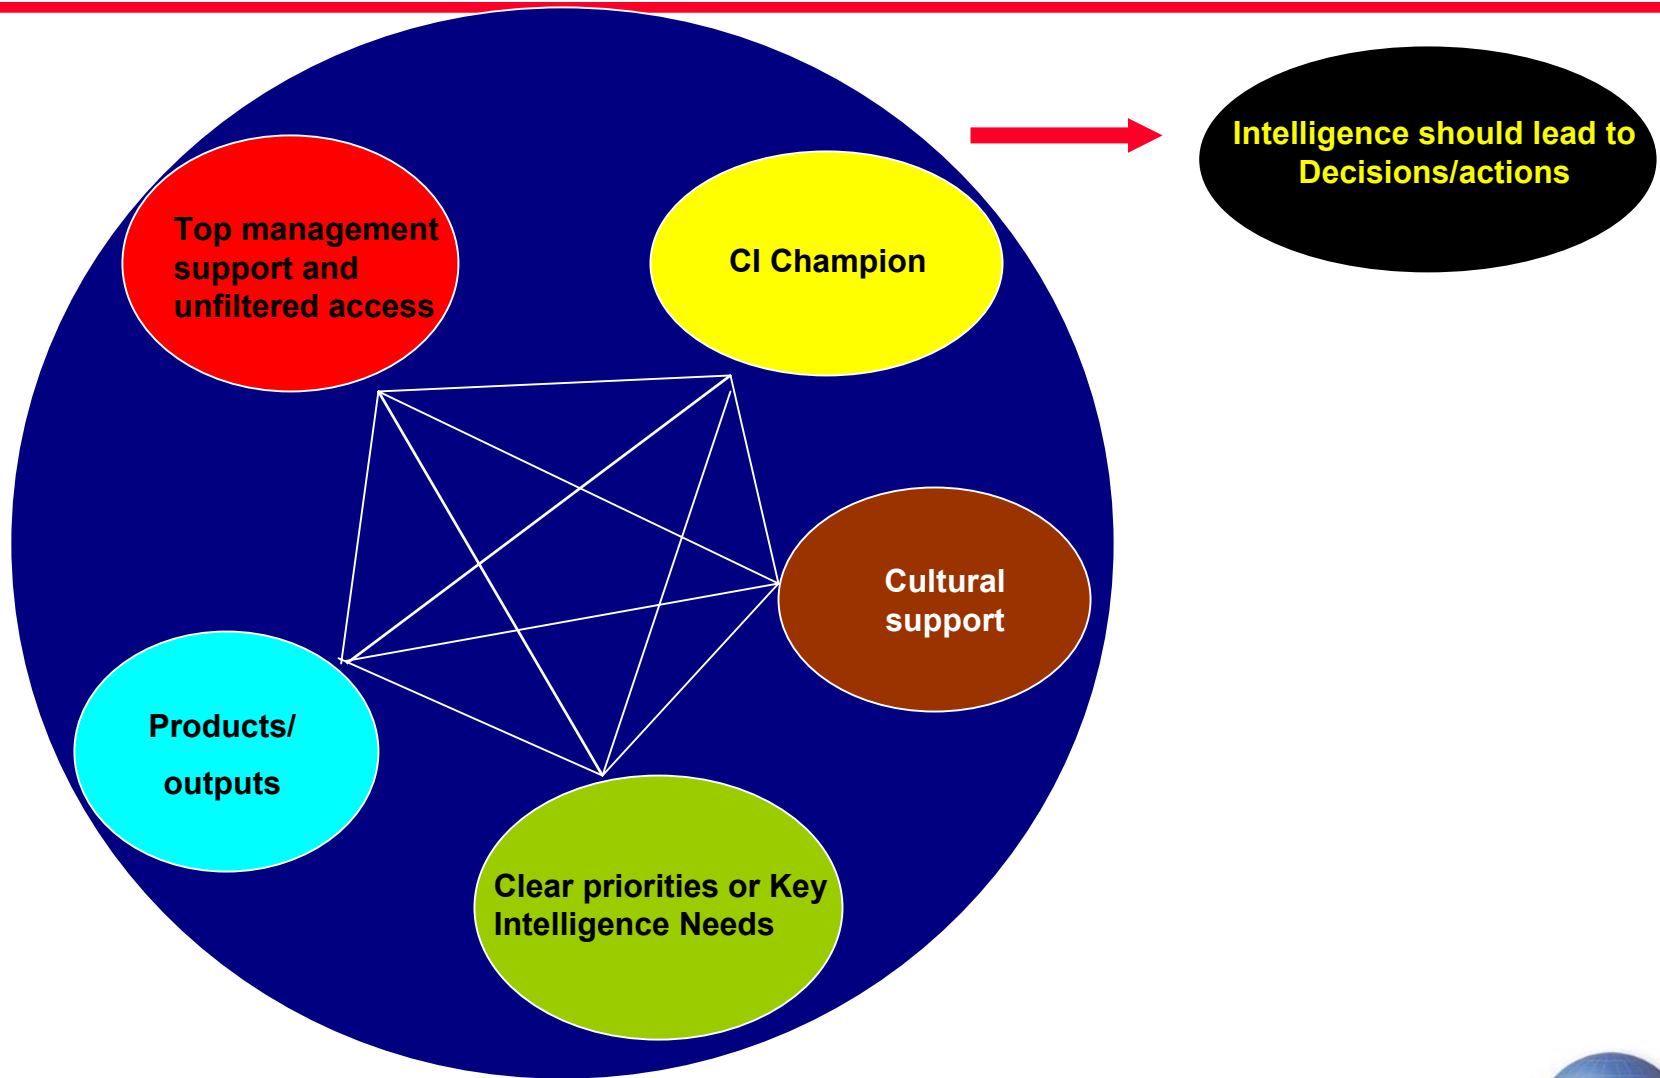 Top management
support and
unfiltered access
CI Champion
Intelligence should lead to
Decisions/actions
Cultural
support
Products/
outputs
Clear priorities or Key
Intelligence Needs